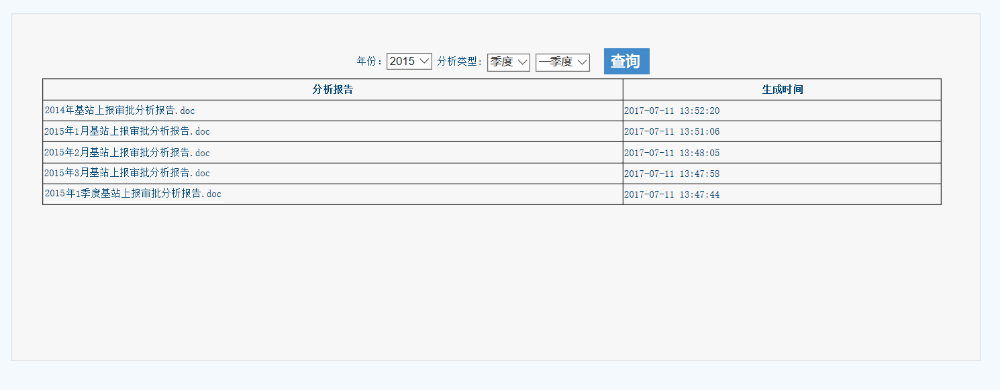 年份： 2015 分析类型： 季度 一季度 查询
分析报告 生成时间
2014年基站上报审批分析报告.doc 2017-07-11 13:52:20
2015年1月基站上报审批分析报告.doc 2017-07-11 13:51:06
2015年2月基站上报审批分析报告.doc 2017-07-11 13:48:05
2015年3月基站上报审批分析报告.doc 2017-07-11 13:47:58
2015年1季度基站上报审批分析报告.doc 2017-07-11 13:47:44